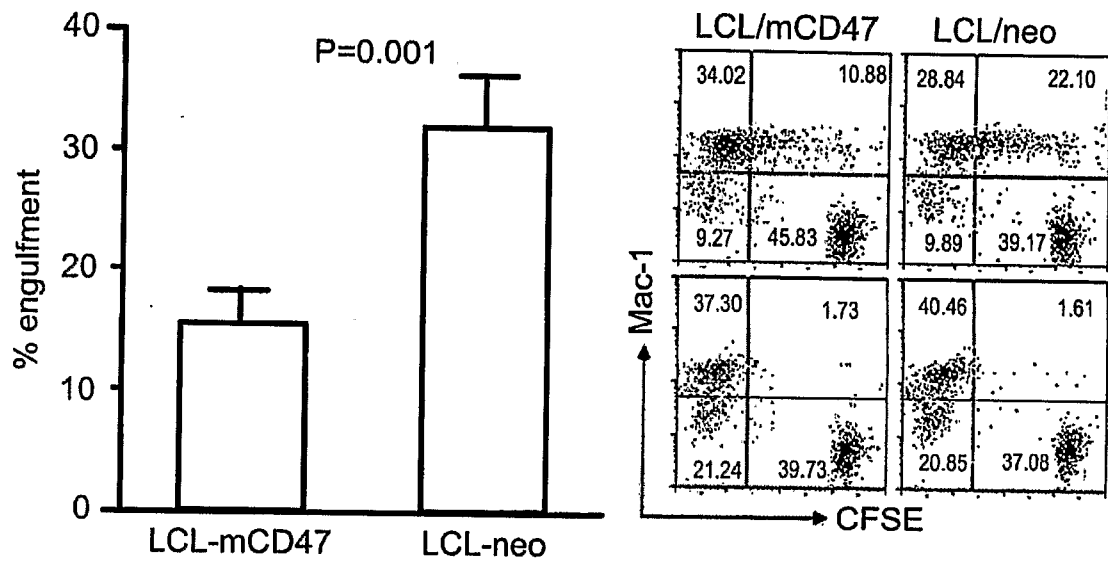 40
30
20
10
0
% engulfment
P=0.001
LCL-mCD47
LCL-neo
LCL/mCD47
LCL/neo
34.02 10.88
9.27 45.83
28.84 22.10
9.89 39.17
37.30 1.73
21.24 39.73
40.46 1.61
20.85 37.08
Mac-1
CFSE